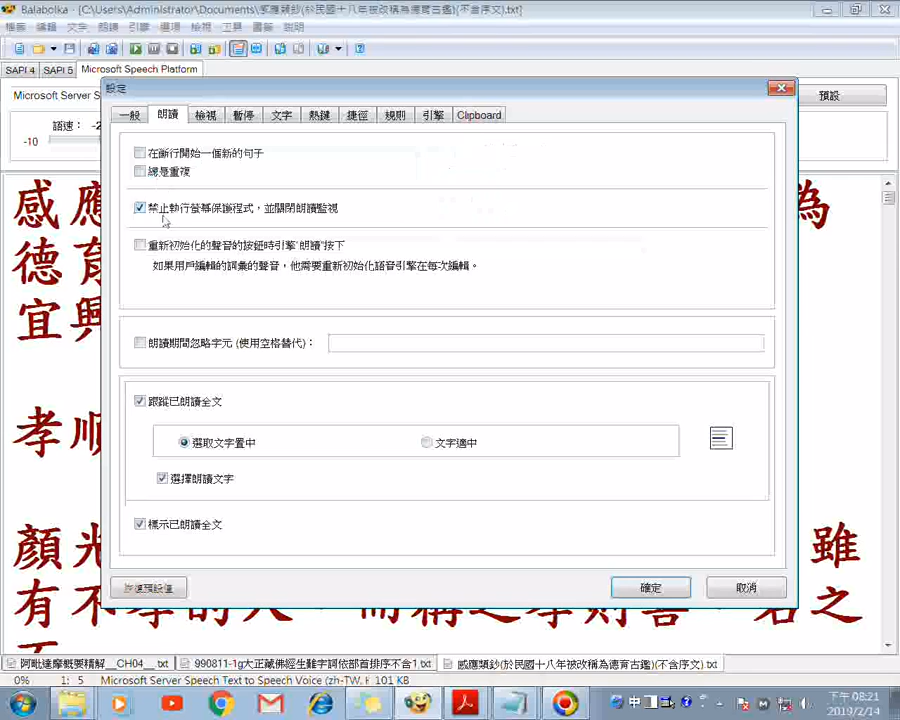 Balabolka - [C:\Users\Administrator\Documents\感應類鈔(於民國十八年被改稱為德育古鑑)(不含序文).txt]
檔案 編輯 文字 朗讀 引擎 選項 檢視 工具 書籤 說明
SAPI 4 SAPI 5 Microsoft Speech Platform
設定
Microsoft Server S
預設
語速： -2
-10
一般 朗讀 檢視 暫停 文字 熱鍵 捷徑 規則 引擎 Clipboard
在斷行開始一個新的句子
總是重複
禁止執行螢幕保護程式，並關閉朗讀監視
重新初始化的聲音的按鈕時引擎"朗讀"按下
如果用戶編輯的詞彙的聲音，他需要重新初始化語音引擎在每次編輯。
朗讀期間忽略字元 (使用空格替代)：
跟蹤已朗讀全文
選取文字置中
文字適中
選擇朗讀文字
標示已朗讀全文
恢復預設值
確定
取消
感應
為
德育
宜興
孝順
顏光
雖
有不孝的人，而稱之孝則喜，若之
阿毗達摩概要精解__CH04__.txt
990811-1g大正藏佛經生難字詞依部首排序不含1.txt
感應類鈔(於民國十八年被改稱為德育古鑑)(不含序文).txt
0% 1: 5 Microsoft Server Speech Text to Speech Voice (zh-TW, H 101 KB
中
下午 08:21
2019/2/14